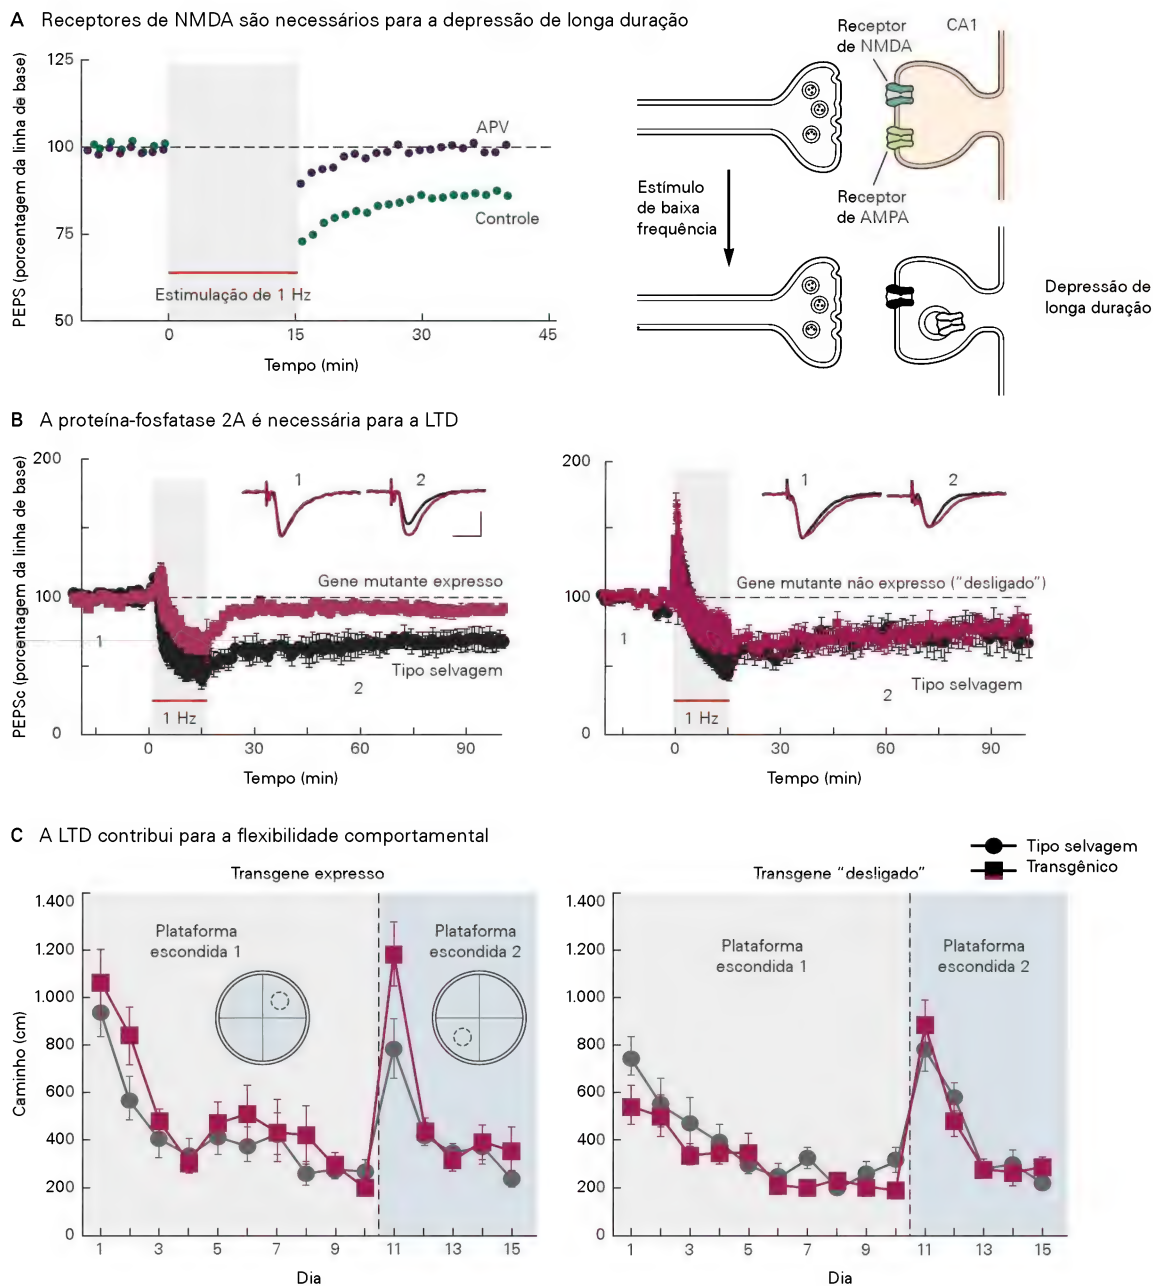 A Receptores de NMDA são necessários para a depressão de longa duração
PEPS (porcentagem da linha de base)
125
100
75
50
APV
Controle
Estimulação de 1 Hz
0
15
30
45
Tempo (min)
Receptor
de NMDA
CA1
Receptor
de AMPA
Estímulo
de baixa
frequência
Depressão de
longa duração
B A proteína-fosfatase 2A é necessária para a LTD
PEPSc (porcentagem da linha de base)
200
100
0
1
2
Gene mutante expresso
1
Tipo selvagem
2
1 Hz
0
30
60
90
Tempo (min)
200
100
0
1
2
Gene mutante não expresso (“desligado”)
1
2
Tipo selvagem
1 Hz
0
30
60
90
Tempo (min)
C A LTD contribui para a flexibilidade comportamental
Tipo selvagem
Transgênico
Transgene expresso
Caminho (cm)
1.400
1.200
1.000
800
600
400
200
0
Plataforma
escondida 1
Plataforma
escondida 2
1
3
5
7
9
11
13
15
Dia
Transgene “desligado”
1.400
1.200
1.000
800
600
400
200
0
Plataforma
escondida 1
Plataforma
escondida 2
1
3
5
7
9
11
13
15
Dia